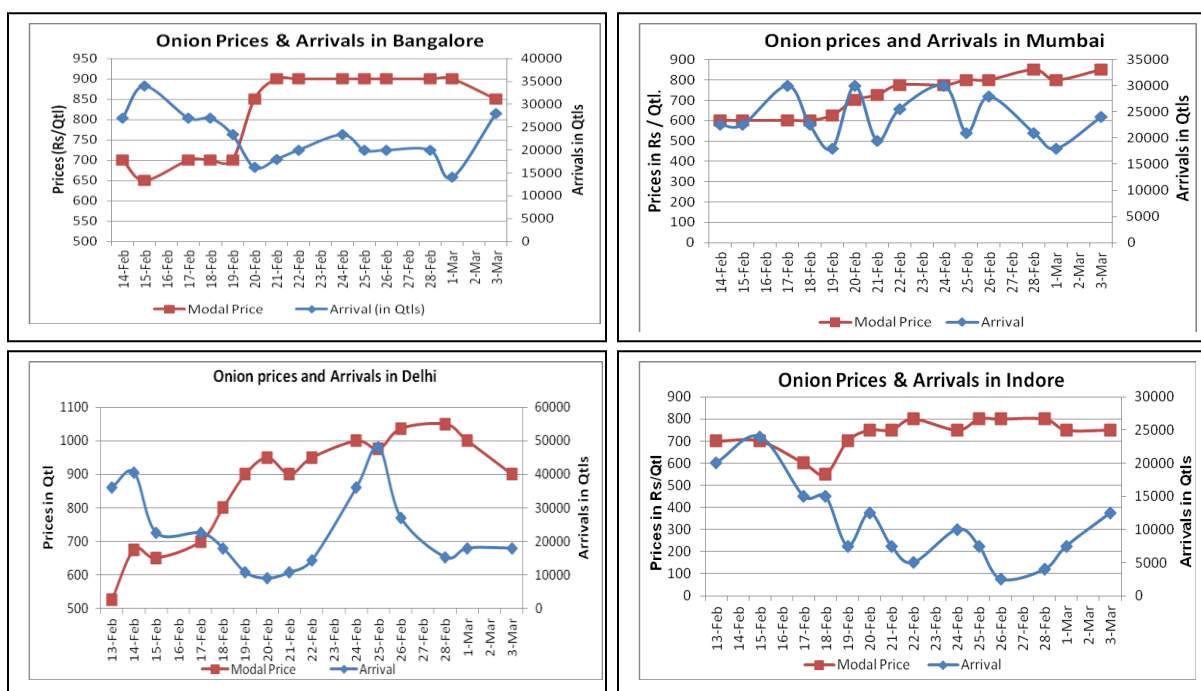 Onion Prices & Arrivals in Bangalore
Prices (Rs/Qtl)
950
900
850
800
750
700
650
600
550
500
40000
35000
30000
25000
20000
15000
10000
5000
0
Arrivals in Qtls
14-Feb
15-Feb
16-Feb
17-Feb
18-Feb
19-Feb
20-Feb
21-Feb
22-Feb
23-Feb
24-Feb
25-Feb
26-Feb
27-Feb
28-Feb
1-Mar
2-Mar
3-Mar
Modal Price Arrival (in Qtls)
Onion prices and Arrivals in Mumbai
Prices in Rs / Qtl.
900
800
700
600
500
400
300
200
100
0
35000
30000
25000
20000
15000
10000
5000
0
Arrivals in Qtls
14-Feb
15-Feb
16-Feb
17-Feb
18-Feb
19-Feb
20-Feb
21-Feb
22-Feb
23-Feb
24-Feb
25-Feb
26-Feb
27-Feb
28-Feb
1-Mar
2-Mar
3-Mar
Modal Price Arrival
Onion prices and Arrivals in Delhi
Prices in Qtl
1100
1000
900
800
700
600
500
60000
50000
40000
30000
20000
10000
0
Arrivals in Qtls
13-Feb
14-Feb
15-Feb
16-Feb
17-Feb
18-Feb
19-Feb
20-Feb
21-Feb
22-Feb
23-Feb
24-Feb
25-Feb
26-Feb
27-Feb
28-Feb
1-Mar
2-Mar
3-Mar
Modal Price Arrival
Onion Prices & Arrivals in Indore
Prices in Rs/Qtl
900
800
700
600
500
400
300
200
100
0
30000
25000
20000
15000
10000
5000
0
Arrivals in Qtls
13-Feb
14-Feb
15-Feb
16-Feb
17-Feb
18-Feb
19-Feb
20-Feb
21-Feb
22-Feb
23-Feb
24-Feb
25-Feb
26-Feb
27-Feb
28-Feb
1-Mar
2-Mar
3-Mar
Modal Price Arrival